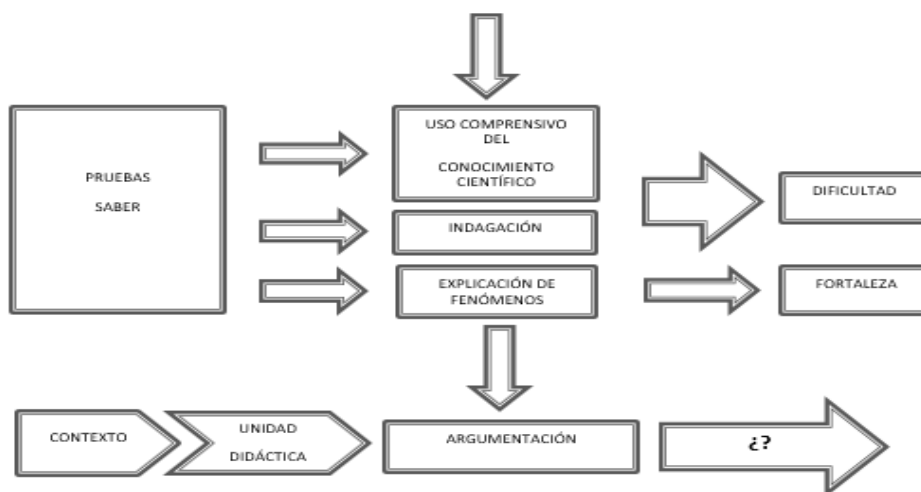 PRUEBAS
SABER
USO COMPRENSIVO
DEL
CONOCIMIENTO
CIENTÍFICO
INDAGACIÓN
EXPLICACIÓN DE
FENÓMENOS
DIFICULTAD
FORTALEZA
CONTEXTO
UNIDAD
DIDÁCTICA
ARGUMENTACIÓN
¿?